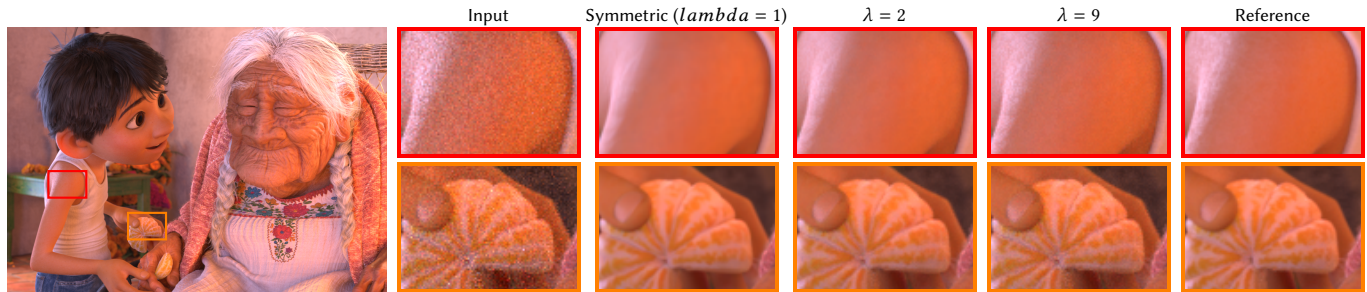 Input
Symmetric (lambda = 1)
λ = 2
λ = 9
Reference